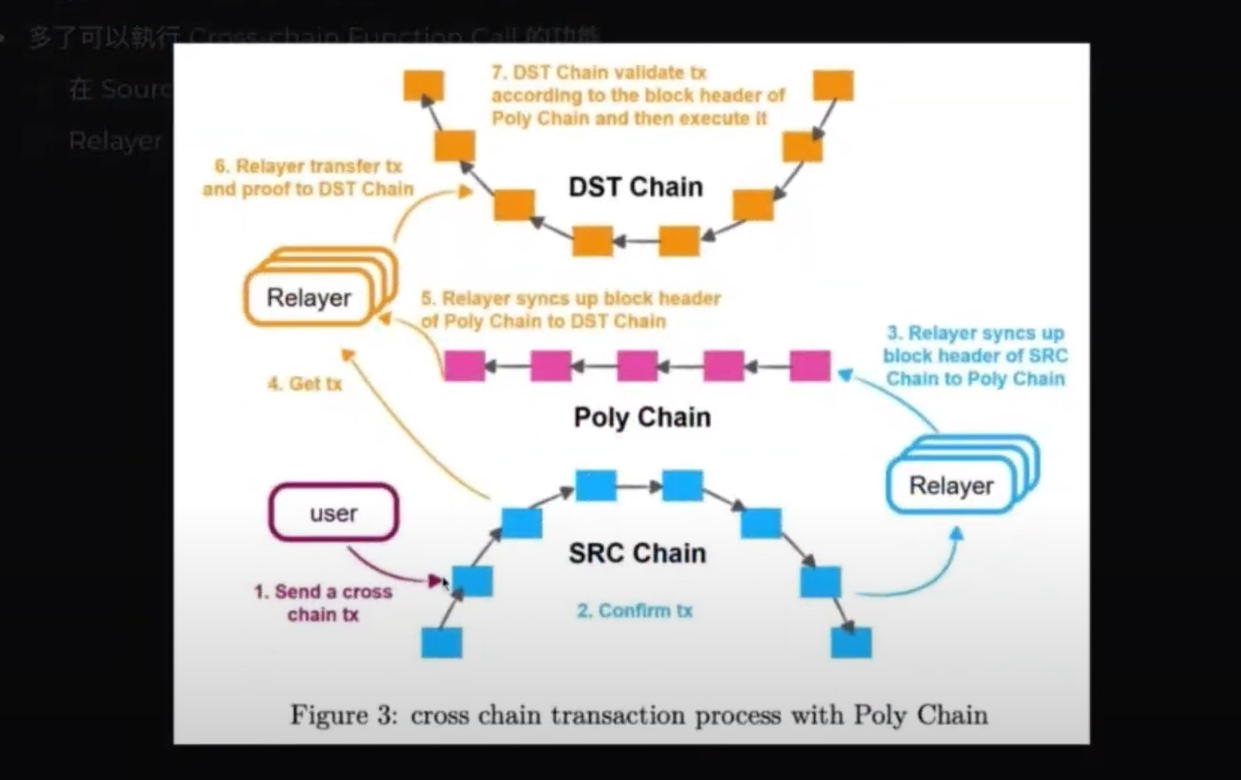 多了可以執行 Cross-chain Function Call 的功能
在 Sourc
Relayer
7. DST Chain validate tx
according to the block header of
Poly Chain and then execute it
6. Relayer transfer tx
and proof to DST Chain
DST Chain
Relayer
5. Relayer syncs up block header
of Poly Chain to DST Chain
3. Relayer syncs up
block header of SRC
Chain to Poly Chain
4. Get tx
Poly Chain
Relayer
user
SRC Chain
1. Send a cross
chain tx
2. Confirm tx
Figure 3: cross chain transaction process with Poly Chain